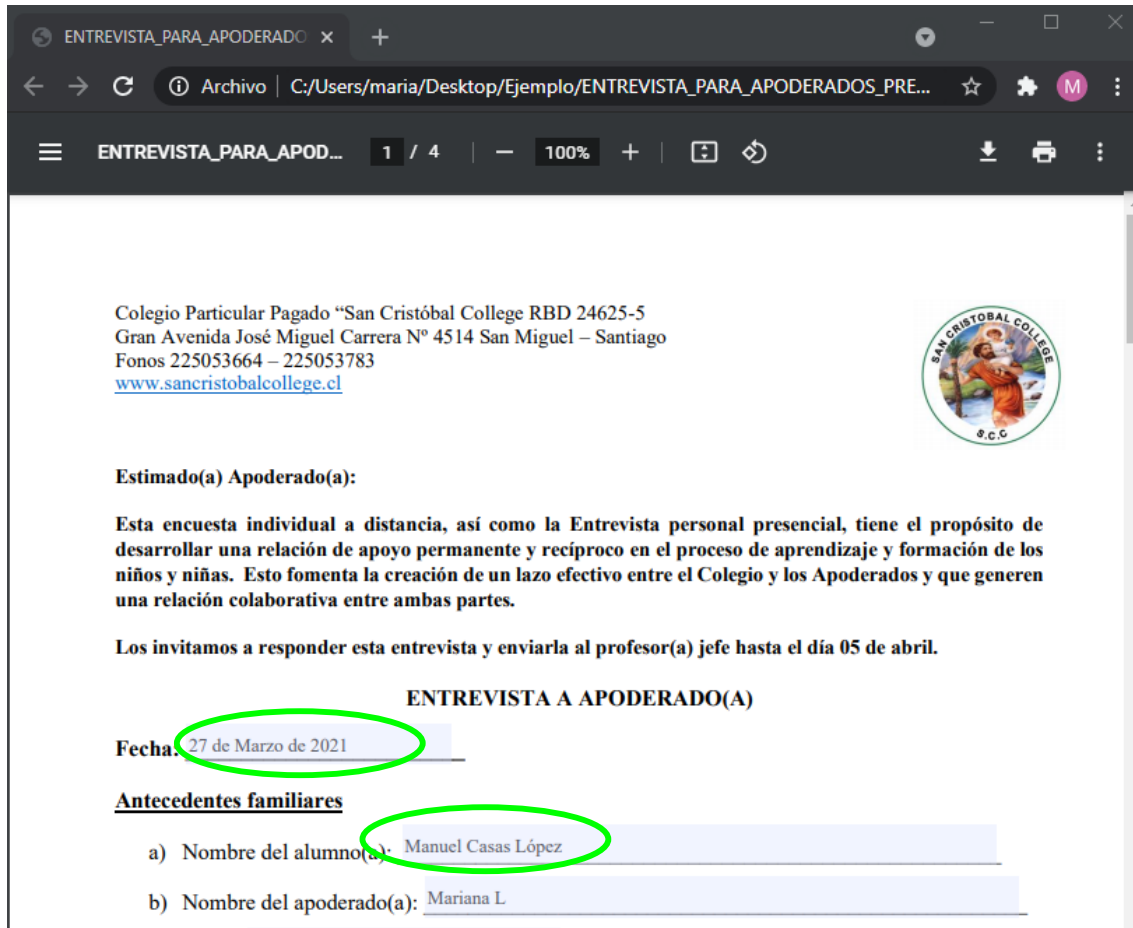 ENTREVISTA_PARA_APODERADO
Archivo | C:/Users/maria/Desktop/Ejemplo/ENTREVISTA_PARA_APODERADOS_PRE...
M
ENTREVISTA_PARA_APOD... 1 / 4 | — 100% + |
Colegio Particular Pagado “San Cristóbal College RBD 24625-5
Gran Avenida José Miguel Carrera Nº 4514 San Miguel – Santiago
Fonos 225053664 – 225053783
www.sancristobalcollege.cl
SAN CRISTOBAL COLLEGE
S.C.C
Estimado(a) Apoderado(a):
Esta encuesta individual a distancia, así como la Entrevista personal presencial, tiene el propósito de
desarrollar una relación de apoyo permanente y recíproco en el proceso de aprendizaje y formación de los
niños y niñas. Esto fomenta la creación de un lazo efectivo entre el Colegio y los Apoderados y que generen
una relación colaborativa entre ambas partes.
Los invitamos a responder esta entrevista y enviarla al profesor(a) jefe hasta el día 05 de abril.
ENTREVISTA A APODERADO(A)
Fecha: 27 de Marzo de 2021
Antecedentes familiares
a) Nombre del alumno(a): Manuel Casas López
b) Nombre del apoderado(a): Mariana L